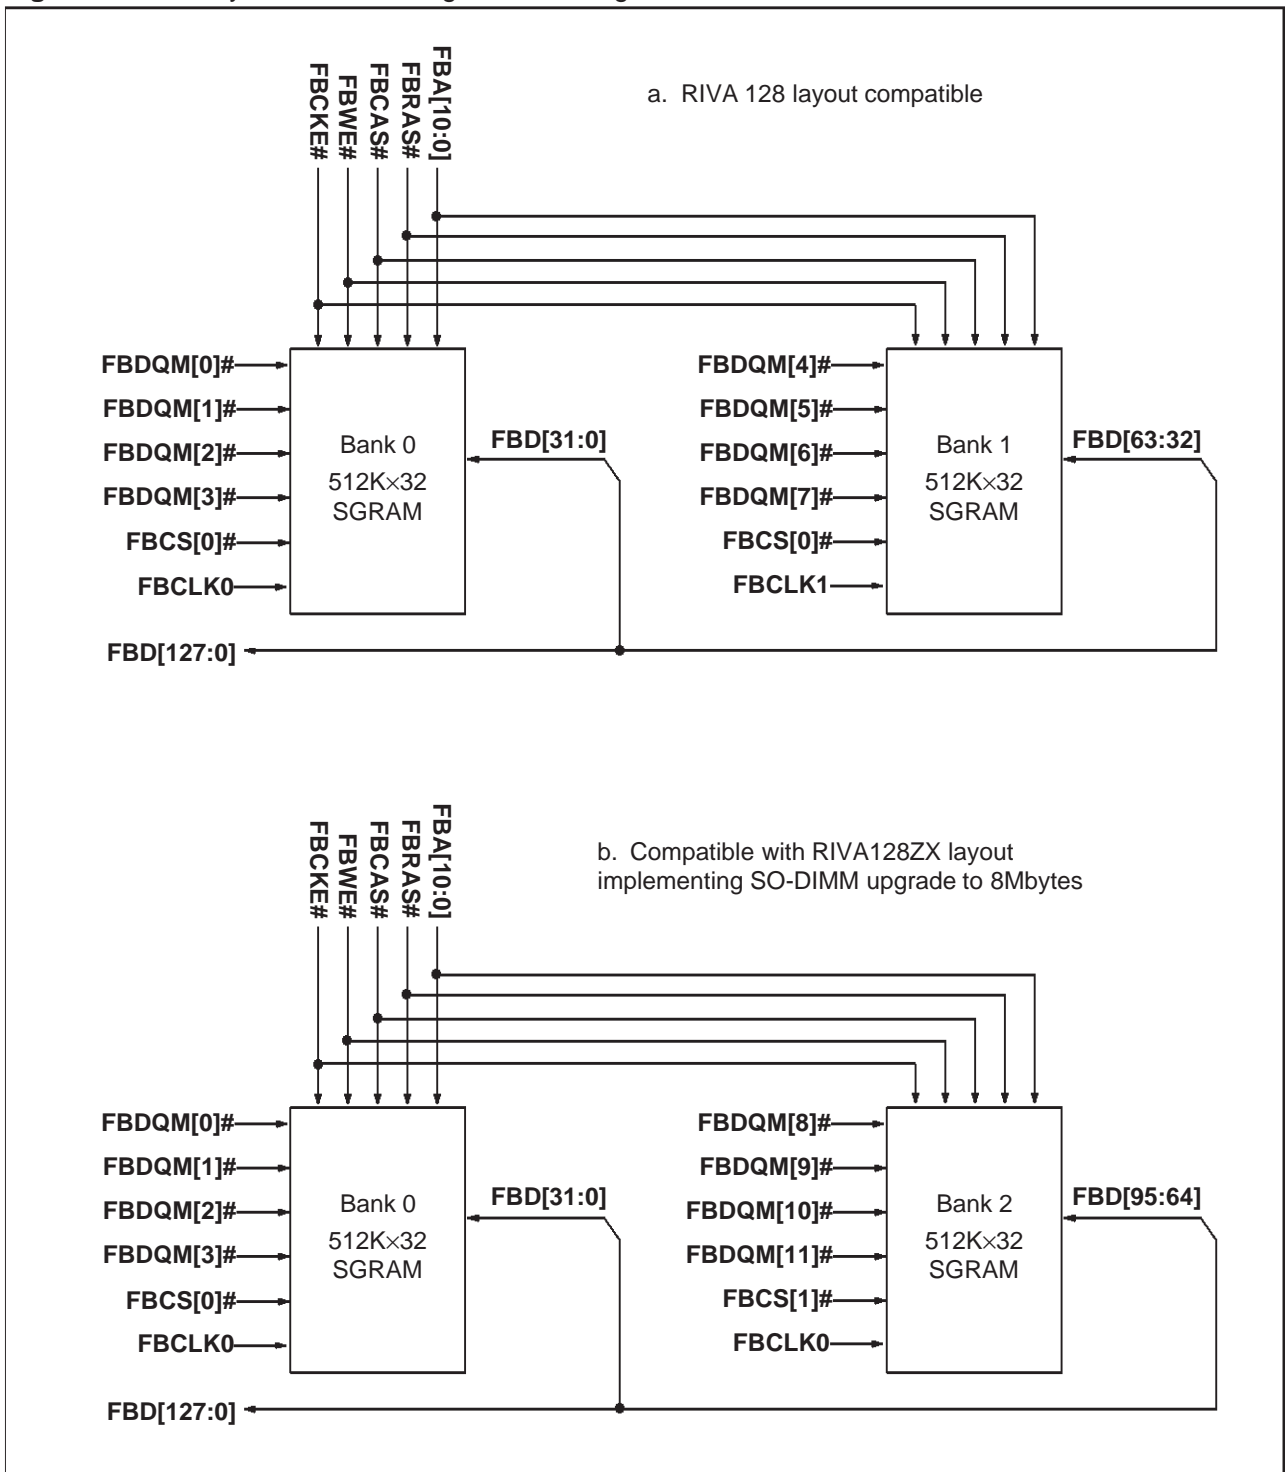 FBCKE#
FBWE#
FBCAS#
FBRAS#
FBA[10:0]
a. RIVA 128 layout compatible
FBDQM[0]#
FBDQM[1]#
FBDQM[2]#
FBDQM[3]#
FBCS[0]#
FBCLK0
Bank 0
512K×32
SGRAM
FBD[31:0]
FBDQM[4]#
FBDQM[5]#
FBDQM[6]#
FBDQM[7]#
FBCS[0]#
FBCLK1
Bank 1
512K×32
SGRAM
FBD[63:32]
FBD[127:0]
FBCKE#
FBWE#
FBCAS#
FBRAS#
FBA[10:0]
b. Compatible with RIVA128ZX layout
implementing SO-DIMM upgrade to 8Mbytes
FBDQM[0]#
FBDQM[1]#
FBDQM[2]#
FBDQM[3]#
FBCS[0]#
FBCLK0
Bank 0
512K×32
SGRAM
FBD[31:0]
FBDQM[8]#
FBDQM[9]#
FBDQM[10]#
FBDQM[11]#
FBCS[1]#
FBCLK0
Bank 2
512K×32
SGRAM
FBD[95:64]
FBD[127:0]